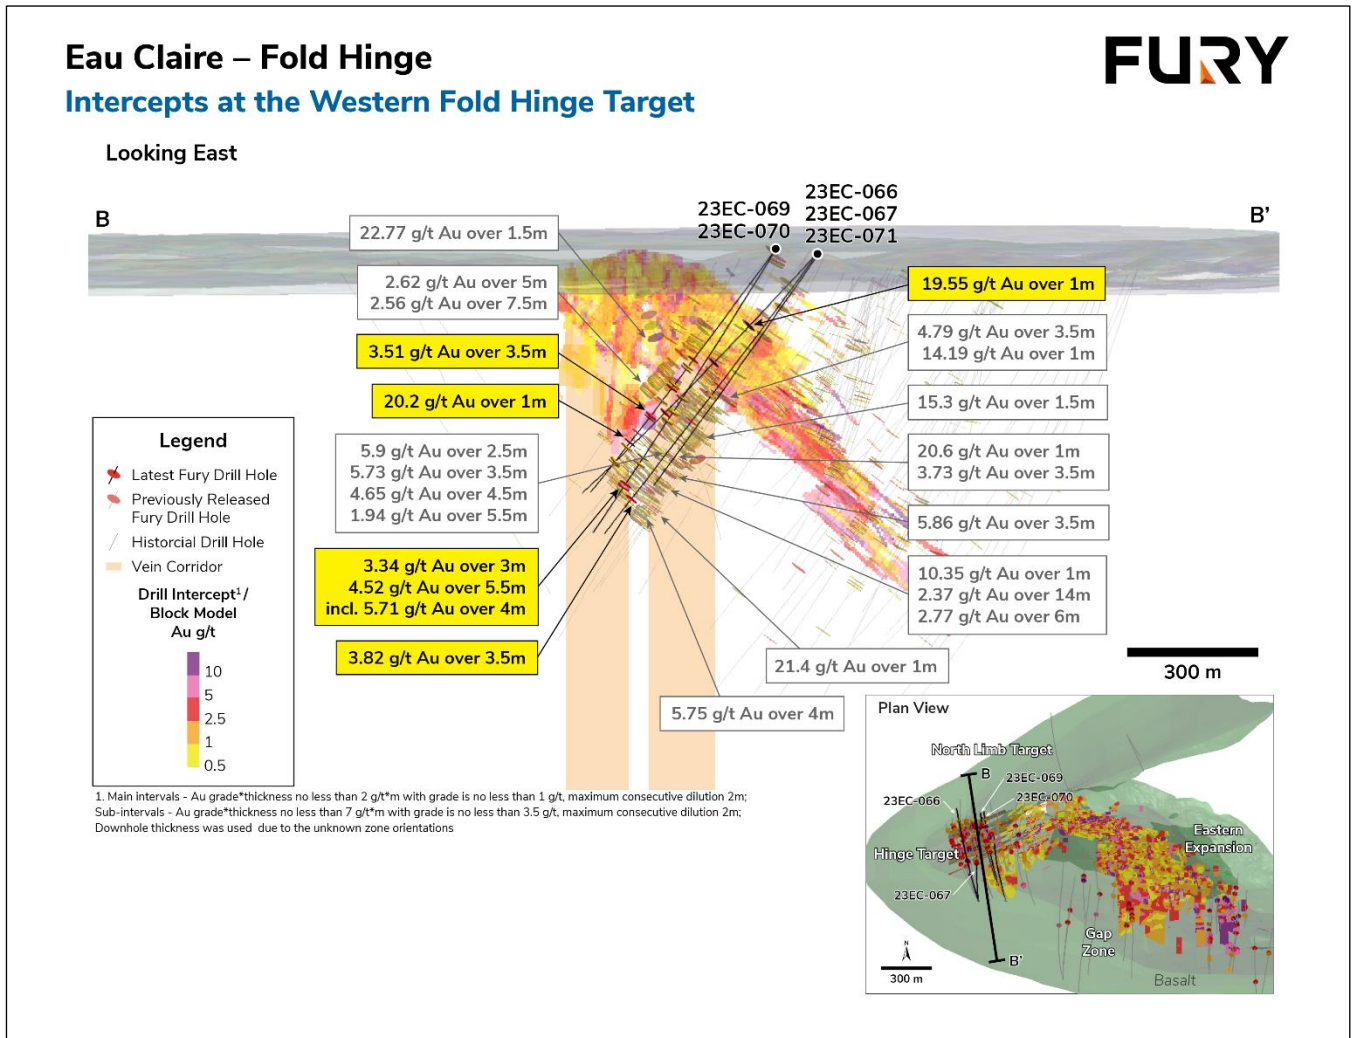 Eau Claire – Fold Hinge
FURY
Intercepts at the Western Fold Hinge Target
Looking East
B
23EC-069
23EC-070
23EC-066
23EC-067
23EC-071
B’
22.77 g/t Au over 1.5m
2.62 g/t Au over 5m
2.56 g/t Au over 7.5m
3.51 g/t Au over 3.5m
20.2 g/t Au over 1m
5.9 g/t Au over 2.5m
5.73 g/t Au over 3.5m
4.65 g/t Au over 4.5m
1.94 g/t Au over 5.5m
3.34 g/t Au over 3m
4.52 g/t Au over 5.5m
incl. 5.71 g/t Au over 4m
3.82 g/t Au over 3.5m
19.55 g/t Au over 1m
4.79 g/t Au over 3.5m
14.19 g/t Au over 1m
15.3 g/t Au over 1.5m
20.6 g/t Au over 1m
3.73 g/t Au over 3.5m
5.86 g/t Au over 3.5m
10.35 g/t Au over 1m
2.37 g/t Au over 14m
2.77 g/t Au over 6m
21.4 g/t Au over 1m
5.75 g/t Au over 4m
Legend
Latest Fury Drill Hole
Previously Released
Fury Drill Hole
Historcial Drill Hole
Vein Corridor
Drill Intercept¹/
Block Model
Au g/t
10
5
2.5
1
0.5
300 m
1. Main intervals - Au grade*thickness no less than 2 g/t*m with grade is no less than 1 g/t, maximum consecutive dilution 2m;
Sub-intervals - Au grade*thickness no less than 7 g/t*m with grade is no less than 3.5 g/t, maximum consecutive dilution 2m;
Downhole thickness was used due to the unknown zone orientations
Plan View
North Limb Target
B
23EC-069
23EC-070
23EC-066
Eastern
Expansion
Hinge Target
23EC-067
Gap
Zone
B’
N
300 m
Basalt